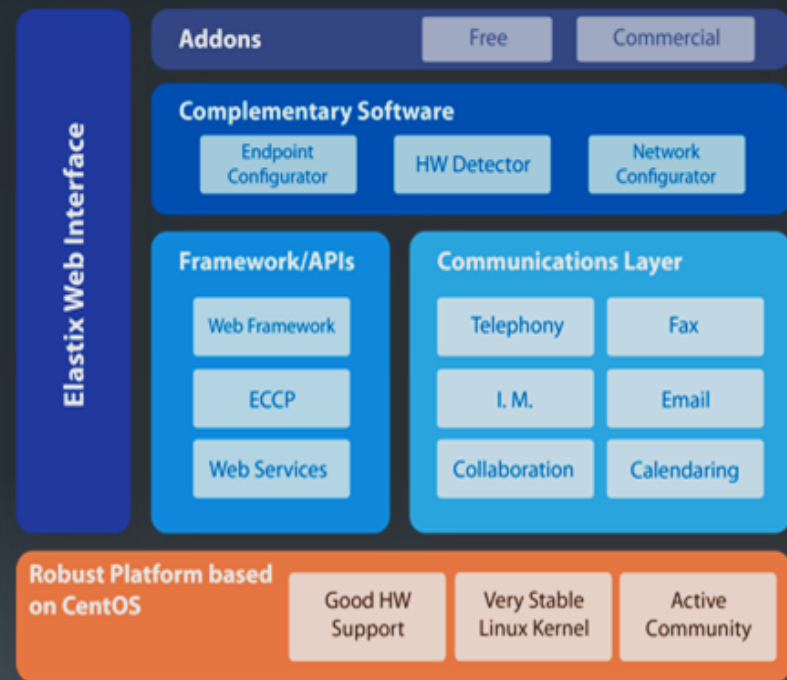 Elastix Web Interface
Addons
Free
Commercial
Complementary Software
Endpoint
Configurator
HW Detector
Network
Configurator
Framework/APIs
Web Framework
ECCP
Web Services
Communications Layer
Telephony
Fax
I. M.
Email
Collaboration
Calendaring
Robust Platform based
on CentOS
Good HW
Support
Very Stable
Linux Kernel
Active
Community